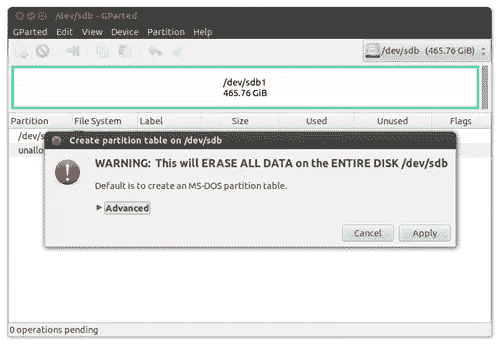 /dev/sdb - GParted
GParted Edit View Device Partition Help
/dev/sdb (465.76 GiB)
/dev/sdb1
465.76 GiB
Partition File System Label Size Used Unused Flags
/dev/s
unallo
Create partition table on /dev/sdb
WARNING: This will ERASE ALL DATA on the ENTIRE DISK /dev/sdb
Default is to create an MS-DOS partition table.
Advanced
Cancel Apply
0 operations pending